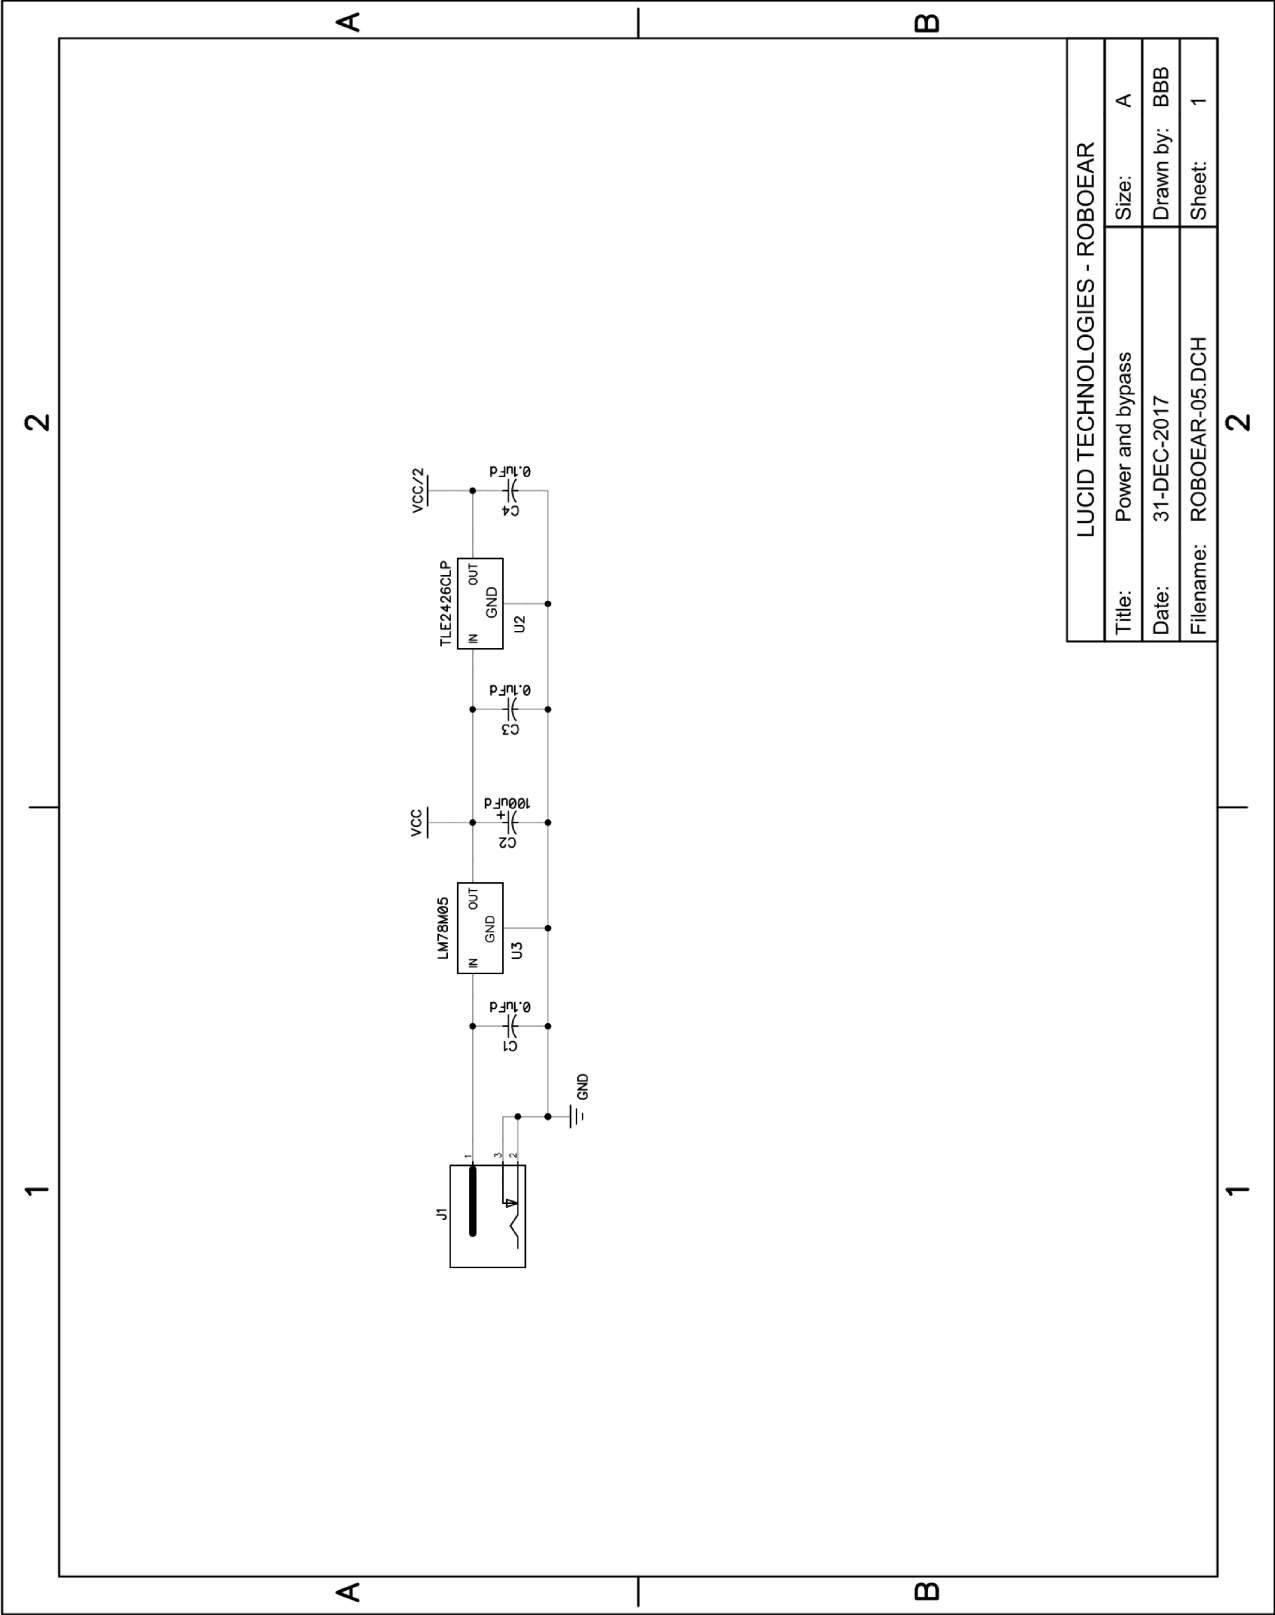 1
2
A
A
B
B
J1
1
3
2
GND
C1
0.1uFd
LM78M05
IN
OUT
GND
U3
VCC
C2
+
100uFd
C3
0.1uFd
TLE2426CLP
IN
OUT
GND
U2
VCC/2
C4
0.1uFd
LUCID TECHNOLOGIES - ROBOEAR
Title: Power and bypass Size: A
Date: 31-DEC-2017 Drawn by: BBB
Filename: ROBOEAR-05.DCH Sheet: 1
1
2